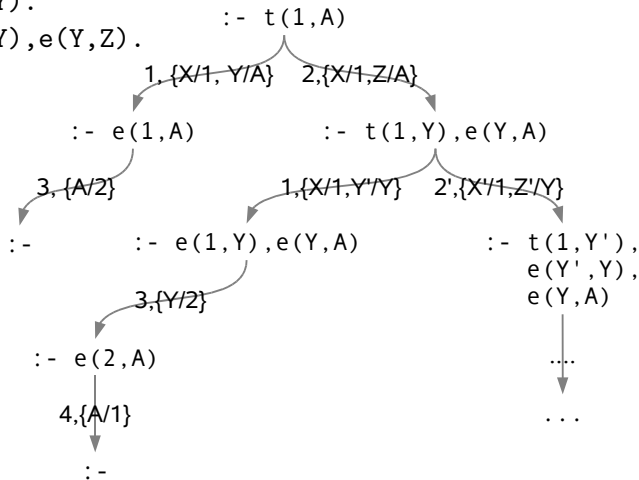 Y).
Y),e(Y,Z).
:- t(1,A)
1, {X/1, Y/A} 2,{X/1,Z/A}
:- e(1,A) :- t(1,Y),e(Y,A)
3, {A/2} 1,{X/1,Y'/Y} 2',{X'/1,Z'/Y}
:- :- e(1,Y),e(Y,A) :- t(1,Y'),
e(Y',Y),
e(Y,A)
3,{Y/2}
:- e(2,A) ....
4,{A/1} ...
:-